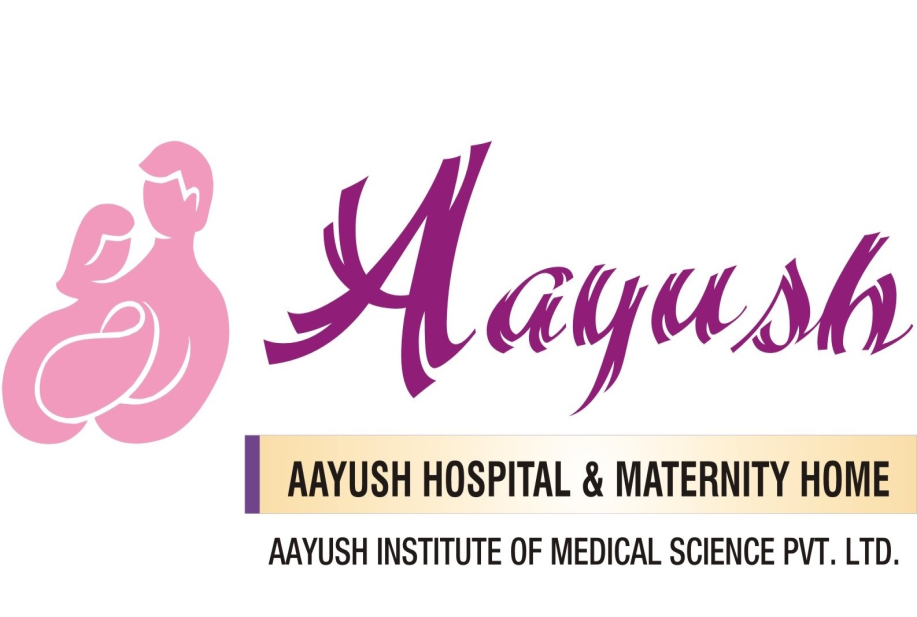 Aayush
AAYUSH HOSPITAL & MATERNITY HOME
AAYUSH INSTITUTE OF MEDICAL SCIENCE PVT. LTD.